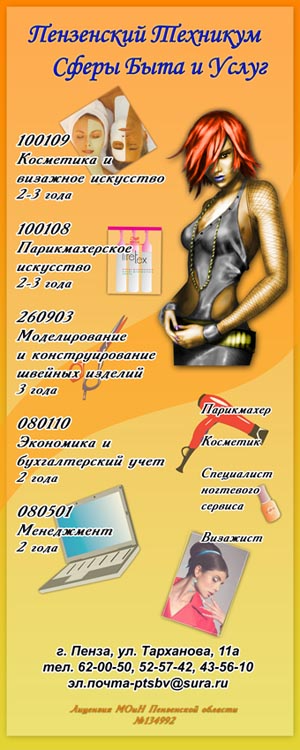 Пензенский Техникум
Сферы Быта и Услуг
100109
Косметика и
визажное искусство
2-3 года
100108
Парикмахерское
искусство
2-3 года
260903
Моделирование
и конструирование
швейных изделий
3 года
080110
Экономика и
бухгалтерский учет
2 года
080501
Менеджмент
2 года
Парикмахер
Косметик
Специалист
ногтевого
сервиса
Визажист
г. Пенза, ул. Тарханова, 11а
тел. 62-00-50, 52-57-42, 43-56-10
эл.почта-ptsbv@sura.ru
Лицензия МОиН Пензенской области
№134992